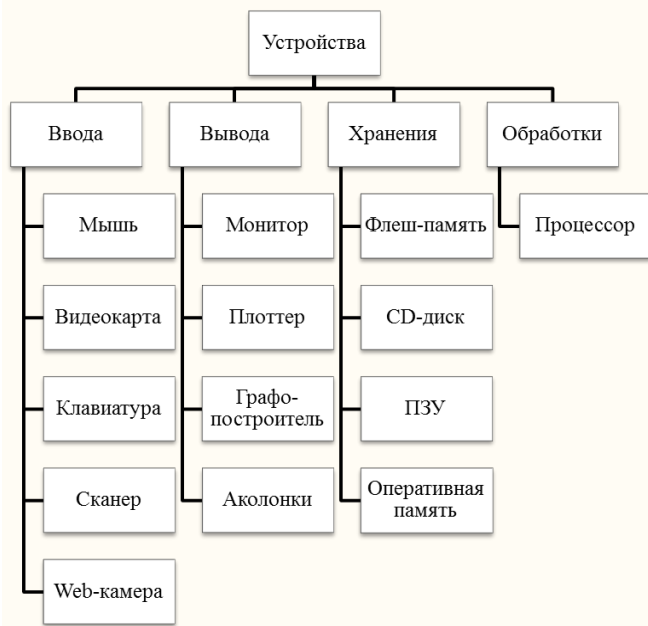 Устройства
Ввода
Вывода
Хранения
Обработки
Мышь
Монитор
Флеш-память
Процессор
Видеокарта
Плоттер
CD-диск
Клавиатура
Графо-
построитель
ПЗУ
Сканер
Аколонки
Оперативная
память
Web-камера